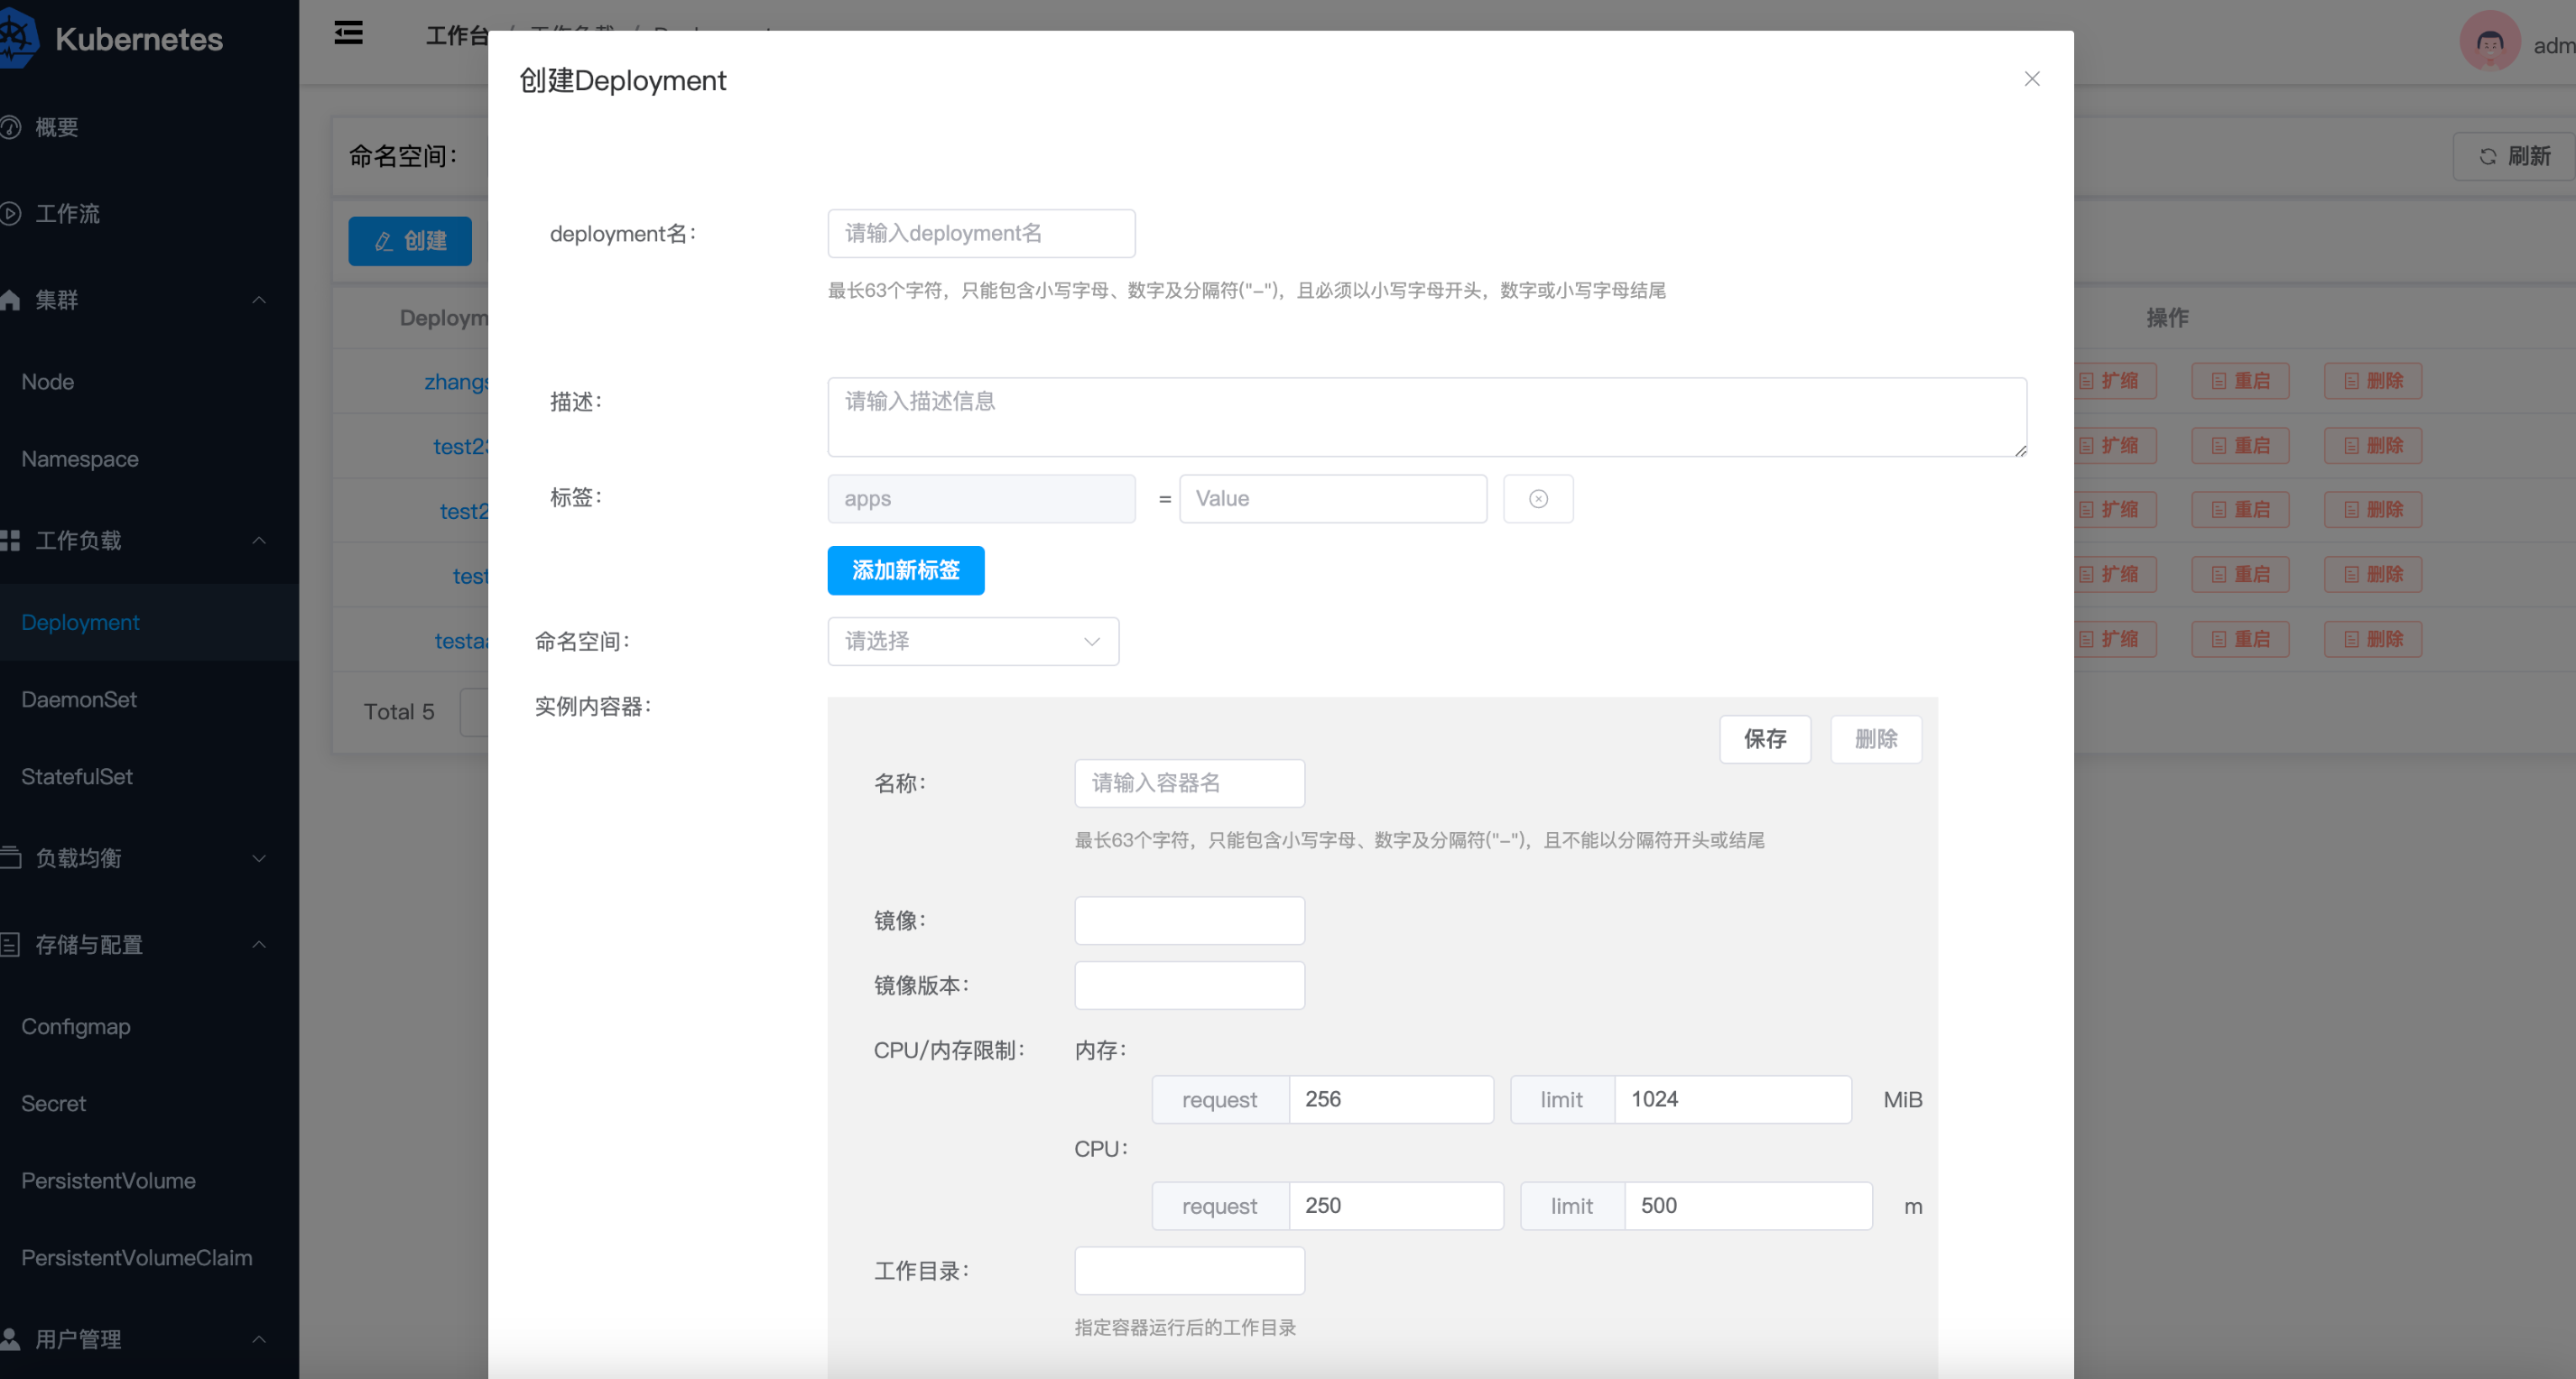 Kubernetes
工作台 / 工作负载 / Deployment
adm
概要
工作流
集群
Node
Namespace
工作负载
Deployment
DaemonSet
StatefulSet
负载均衡
存储与配置
Configmap
Secret
PersistentVolume
PersistentVolumeClaim
用户管理
命名空间：
刷新
创建
Deploym
操作
zhangs
扩缩 重启 删除
test23
扩缩 重启 删除
test2
扩缩 重启 删除
test
扩缩 重启 删除
testaa
扩缩 重启 删除
Total 5
创建Deployment
deployment名：
请输入deployment名
最长63个字符，只能包含小写字母、数字及分隔符("-")，且必须以小写字母开头，数字或小写字母结尾
描述：
请输入描述信息
标签：
apps = Value
添加新标签
命名空间：
请选择
实例内容器：
保存 删除
名称：
请输入容器名
最长63个字符，只能包含小写字母、数字及分隔符("-")，且不能以分隔符开头或结尾
镜像：
镜像版本：
CPU/内存限制： 内存：
request 256 limit 1024 MiB
CPU：
request 250 limit 500 m
工作目录：
指定容器运行后的工作目录